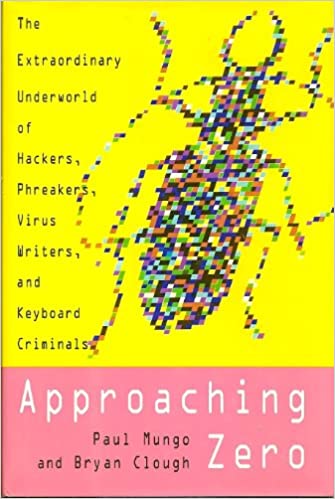 The
Extraordinary
Underworld
of
Hackers,
Phreakers,
Virus
Writers,
and
Keyboard
Criminals
Approaching
Zero
Paul Mungo
and Bryan Clough